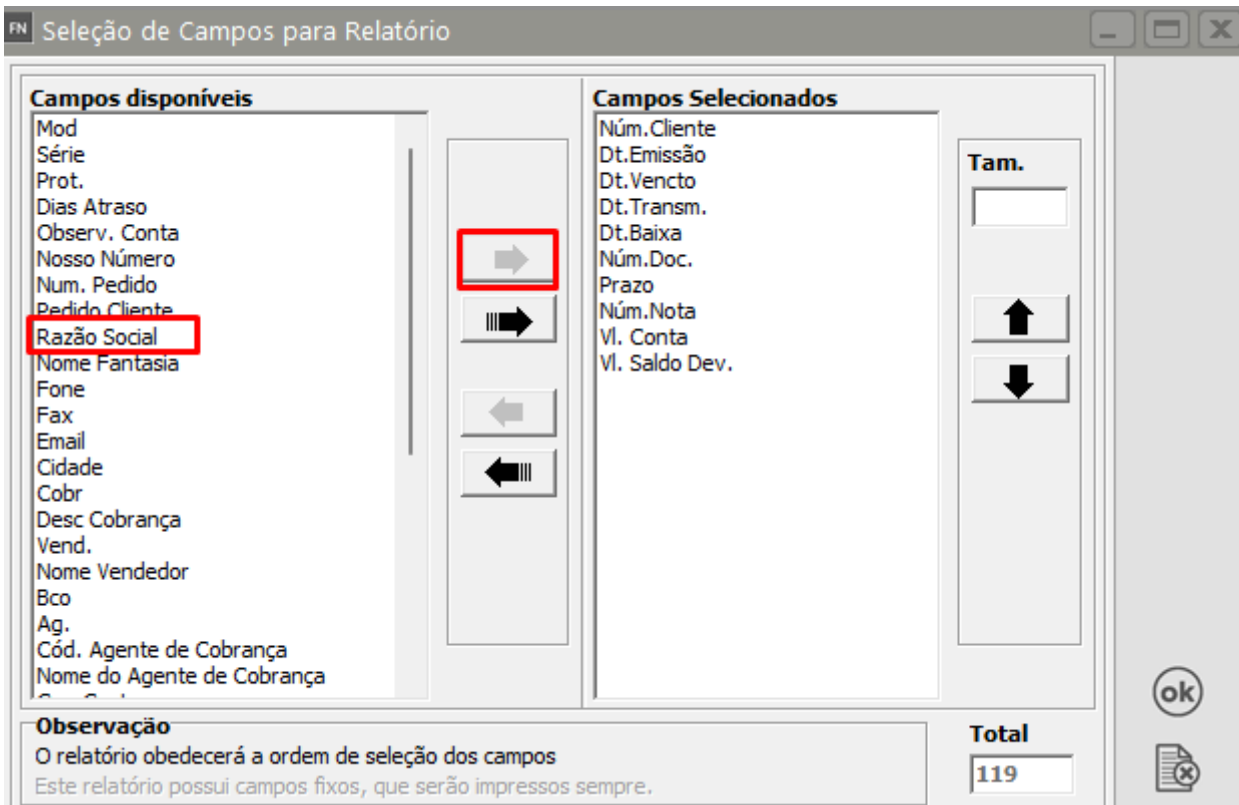 FN Seleção de Campos para Relatório
Campos disponíveis
Mod
Série
Prot.
Dias Atraso
Observ. Conta
Nosso Número
Num. Pedido
Pedido Cliente
Razão Social
Nome Fantasia
Fone
Fax
Email
Cidade
Cobr
Desc Cobrança
Vend.
Nome Vendedor
Bco
Ag.
Cód. Agente de Cobrança
Nome do Agente de Cobrança
Campos Selecionados
Núm.Cliente
Dt.Emissão
Dt.Vencto
Dt.Transm.
Dt.Baixa
Núm.Doc.
Prazo
Núm.Nota
Vl. Conta
Vl. Saldo Dev.
Tam.
ok
Observação
O relatório obedecerá a ordem de seleção dos campos
Este relatório possui campos fixos, que serão impressos sempre.
Total
119